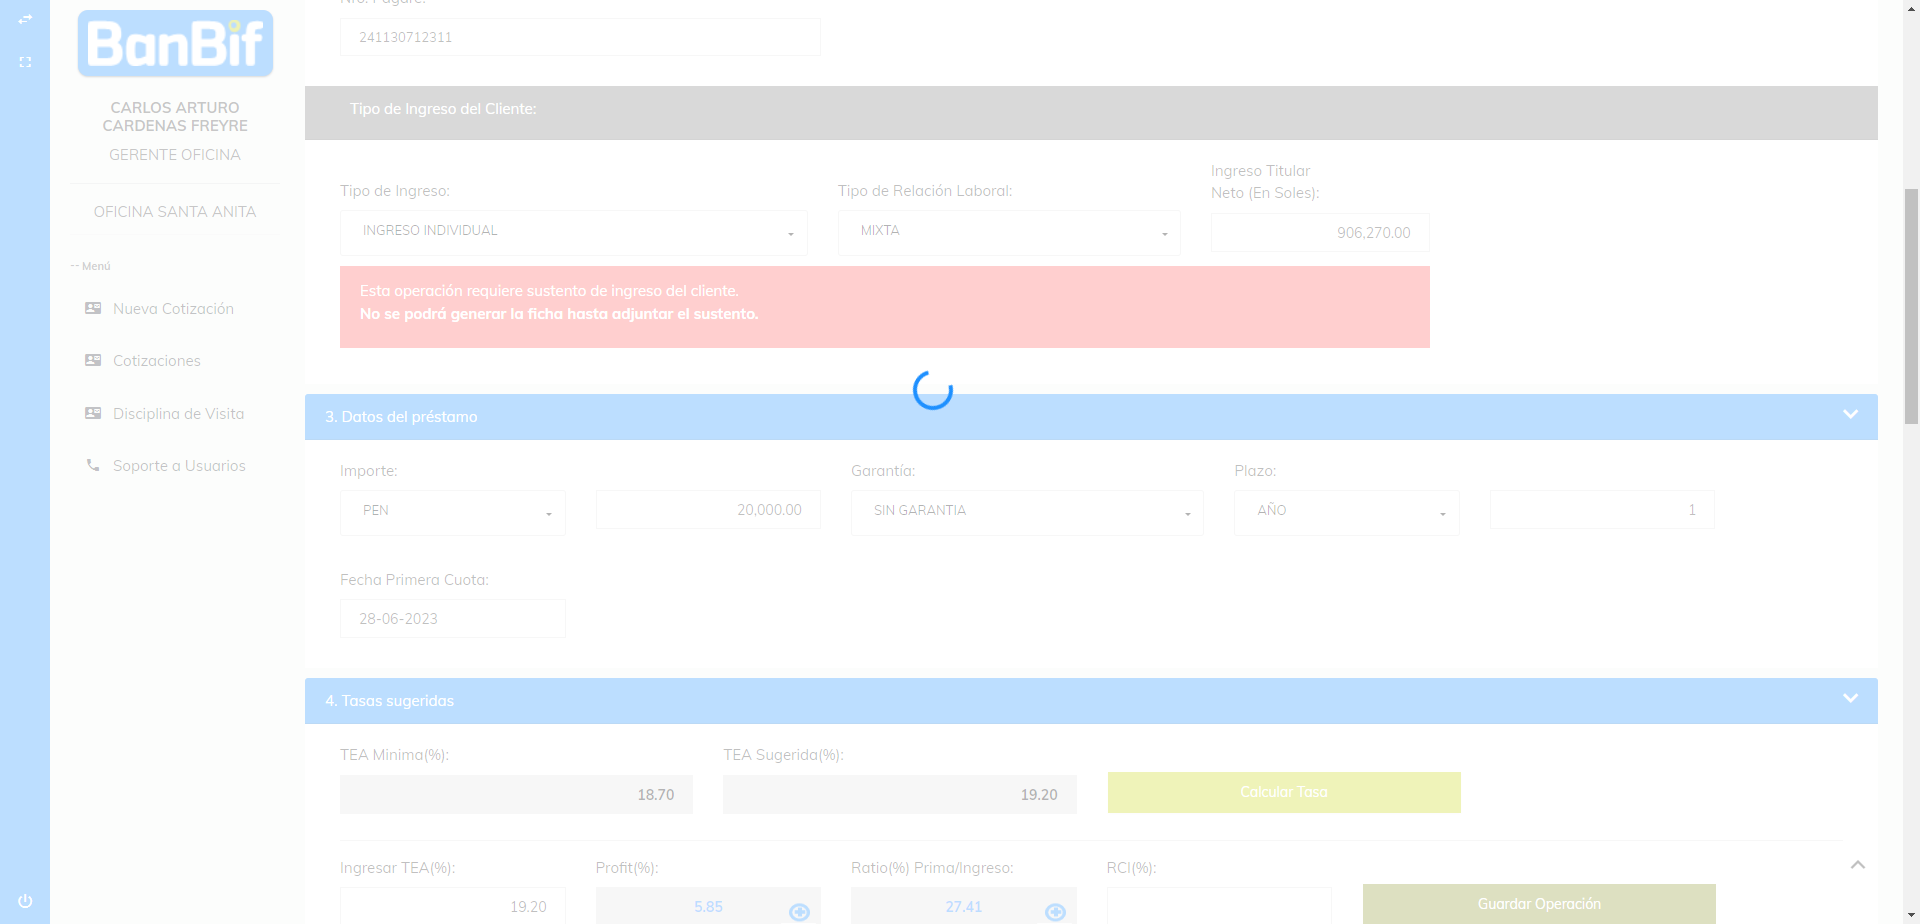 BanBif
CARLOS ARTURO
CARDENAS FREYRE
GERENTE OFICINA
OFICINA SANTA ANITA
-- Menú
Nueva Cotización
Cotizaciones
Disciplina de Visita
Soporte a Usuarios
Nro. Pagaré:
241130712311
Tipo de Ingreso del Cliente:
Tipo de Ingreso:
INGRESO INDIVIDUAL
Tipo de Relación Laboral:
MIXTA
Ingreso Titular
Neto (En Soles):
906,270.00
Esta operación requiere sustento de ingreso del cliente.
No se podrá generar la ficha hasta adjuntar el sustento.
3. Datos del préstamo
Importe:
PEN
20,000.00
Garantía:
SIN GARANTIA
Plazo:
AÑO
1
Fecha Primera Cuota:
28-06-2023
4. Tasas sugeridas
TEA Minima(%):
18.70
TEA Sugerida(%):
19.20
Calcular Tasa
Ingresar TEA(%):
19.20
Profit(%):
5.85
Ratio(%) Prima/Ingreso:
27.41
RCI(%):
Guardar Operación